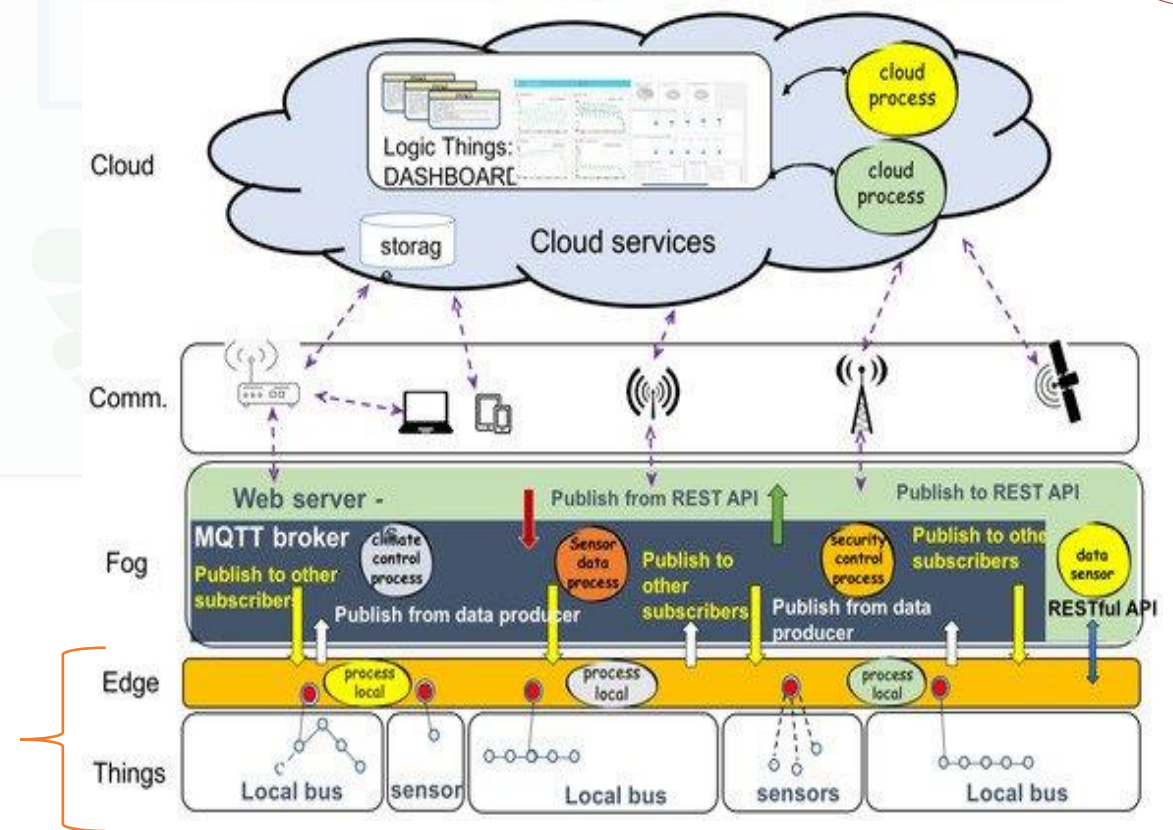 Cloud
Logic Things:
DASHBOARD
cloud
process
cloud
process
storag
Cloud services
Comm.
Fog
Web server -
Publish from REST API
Publish to REST API
MQTT broker
climate
control
process
Sensor
data
process
security
control
process
data
sensor
RESTful API
Publish to other
subscribers
Publish to
other
subscribers
Publish to othe
subscribers
Publish from data producer
Publish from data
producer
Edge
process
local
process
local
process
local
Things
Local bus
sensor
Local bus
sensors
Local bus